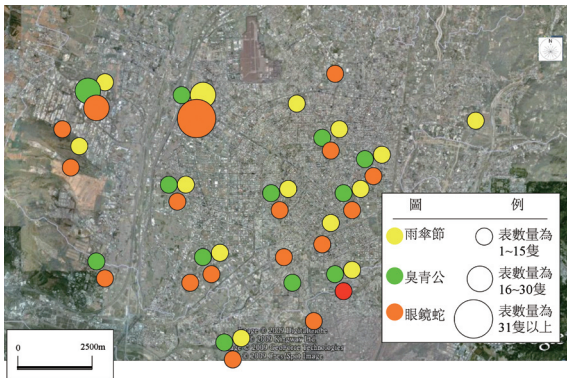 N
圖 例
雨傘節
表數量為
1~15隻
臭青公
表數量為
16~30隻
眼鏡蛇
表數量為
31隻以上
0 2500m